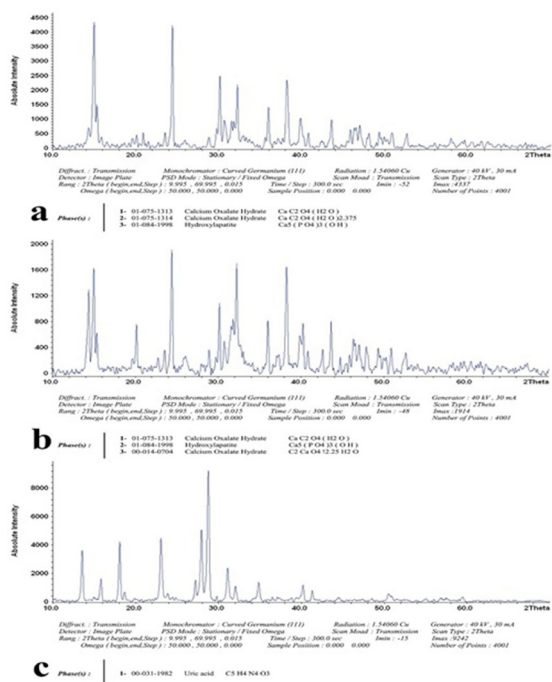 4500
4000
3500
3000
2500
2000
1500
1000
500
0
Absolute Intensity
10.0 20.0 30.0 40.0 50.0 60.0 2Theta
Diffract. : Transmission Monochromator : Curved Germanium (111) Radiation : 1.54060 Cu Generator : 40 kV , 30 mA
Detector : Image Plate PSD Mode : Stationary / Fixed Omega Scan Moad : Transmission Scan Type : 2Theta
Rang : 2Theta ( begin,end,Step ) : 9.995 , 69.995 , 0.015 Time / Step : 300.0 sec Imin : -52 Imax :4337
Omega ( begin,end,Step ) : 50.000 , 50.000 , 0.000 Sample Position : 0.000 0.000 Number of Points : 4001
a
Phase(s) :
1- 01-075-1313 Calcium Oxalate Hydrate Ca C2 O4 ( H2 O )
2- 01-075-1314 Calcium Oxalate Hydrate Ca C2 O4 ( H2 O )2.375
3- 01-084-1998 Hydroxylapatite Ca5 ( P O4 )3 ( O H )
2000
1600
1200
800
400
0
Absolute Intensity
10.0 20.0 30.0 40.0 50.0 60.0 2Theta
Diffract. : Transmission Monochromator : Curved Germanium (111) Radiation : 1.54060 Cu Generator : 40 kV , 30 mA
Detector : Image Plate PSD Mode : Stationary / Fixed Omega Scan Moad : Transmission Scan Type : 2Theta
Rang : 2Theta ( begin,end,Step ) : 9.995 , 69.995 , 0.015 Time / Step : 300.0 sec Imin : -48 Imax :1914
Omega ( begin,end,Step ) : 50.000 , 50.000 , 0.000 Sample Position : 0.000 0.000 Number of Points : 4001
b
Phase(s) :
1- 01-075-1313 Calcium Oxalate Hydrate Ca C2 O4 ( H2 O )
2- 01-084-1998 Hydroxylapatite Ca5 ( P O4 )3 ( O H )
3- 00-014-0704 Calcium Oxalate Hydrate C2 Ca O4 !2.25 H2 O
8000
6000
4000
2000
0
Absolute Intensity
10.0 20.0 30.0 40.0 50.0 60.0 2Theta
Diffract. : Transmission Monochromator : Curved Germanium (111) Radiation : 1.54060 Cu Generator : 40 kV , 30 mA
Detector : Image Plate PSD Mode : Stationary / Fixed Omega Scan Moad : Transmission Scan Type : 2Theta
Rang : 2Theta ( begin,end,Step ) : 9.995 , 69.995 , 0.015 Time / Step : 300.0 sec Imin : -15 Imax :9242
Omega ( begin,end,Step ) : 50.000 , 50.000 , 0.000 Sample Position : 0.000 0.000 Number of Points : 4001
c
Phase(s) :
1- 00-031-1982 Uric acid C5 H4 N4 O3